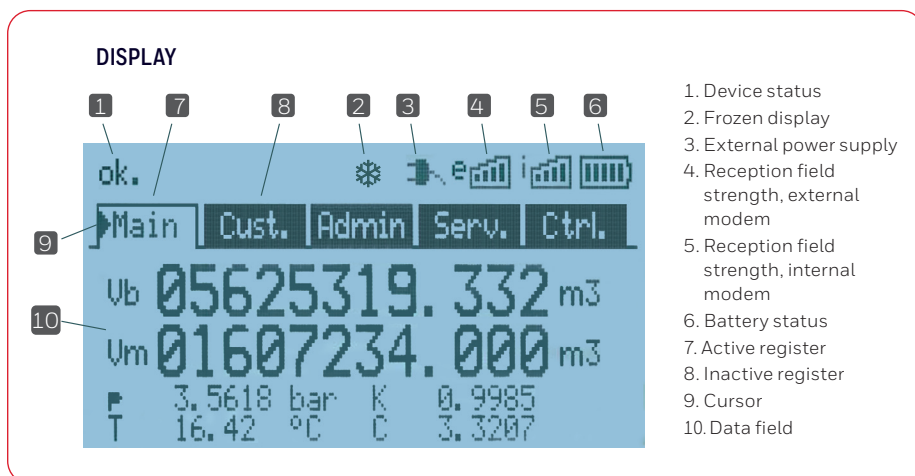 DISPLAY
1 7 8 2 3 4 5 6
ok. e i
Main Cust. Admin Serv. Ctrl.
9
Vb 05625319.332 m3
10
Vm 01607234.000 m3
P 3.5618 bar K 0.9985
T 16.42 °C C 3.3207
1. Device status
2. Frozen display
3. External power supply
4. Reception field
strength, external
modem
5. Reception field
strength, internal
modem
6. Battery status
7. Active register
8. Inactive register
9. Cursor
10. Data field